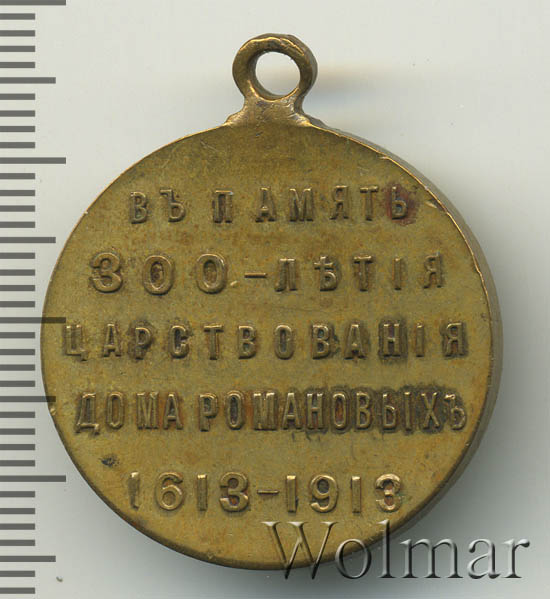 ВЪ ПАМЯТЬ
300-ЛѢТІЯ
ЦАРСТВОВАНІЯ
ДОМА РОМАНОВЫХЪ
1613-1913
Wolmar